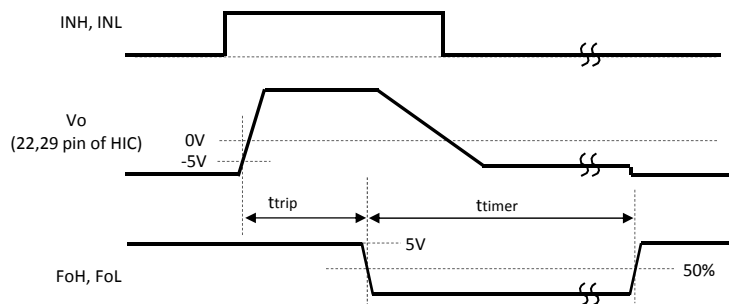 INH, INL
Vo
(22,29 pin of HIC)
0V
-5V
ttrip
ttimer
5V
FoH, FoL
50%